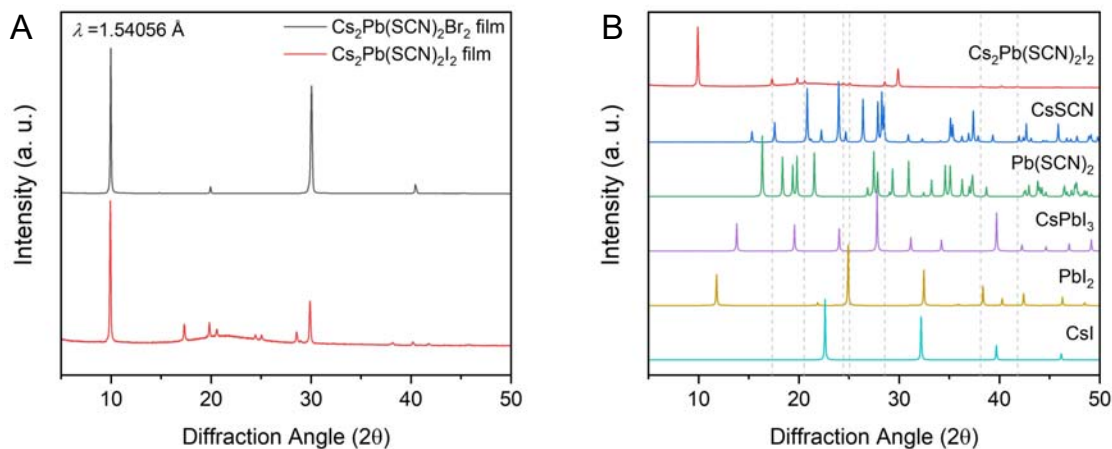 A
λ =1.54056 Å
Cs₂Pb(SCN)₂Br₂ film
Cs₂Pb(SCN)₂I₂ film
Intensity (a. u.)
10
20
30
40
50
Diffraction Angle (2θ)
B
Cs₂Pb(SCN)₂I₂
CsSCN
Pb(SCN)₂
CsPbI₃
PbI₂
CsI
Intensity (a. u.)
10
20
30
40
50
Diffraction Angle (2θ)